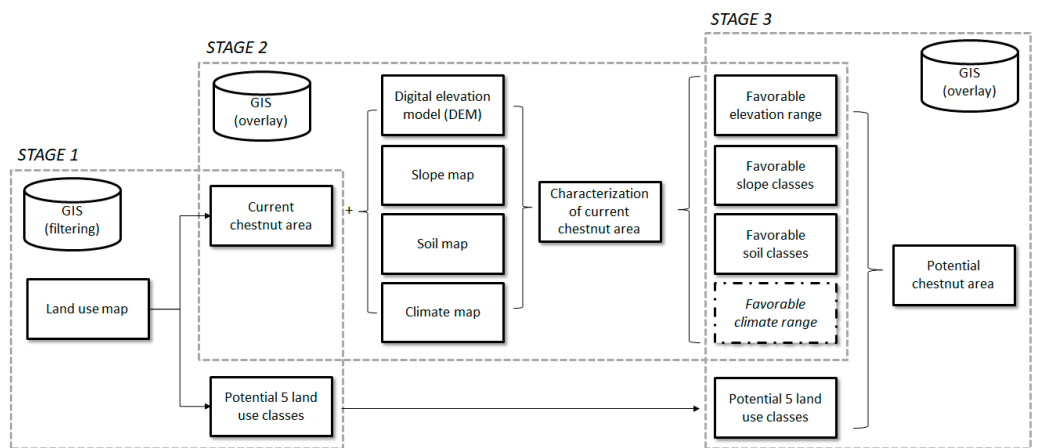 STAGE 1
GIS
(filtering)
Land use map
STAGE 2
GIS
(overlay)
Current
chestnut area
Potential 5 land
use classes
+
Digital elevation
model (DEM)
Slope map
Soil map
Climate map
Characterization
of current
chestnut area
STAGE 3
GIS
(overlay)
Favorable
elevation range
Favorable
slope classes
Favorable
soil classes
Favorable
climate range
Potential 5 land
use classes
Potential
chestnut area